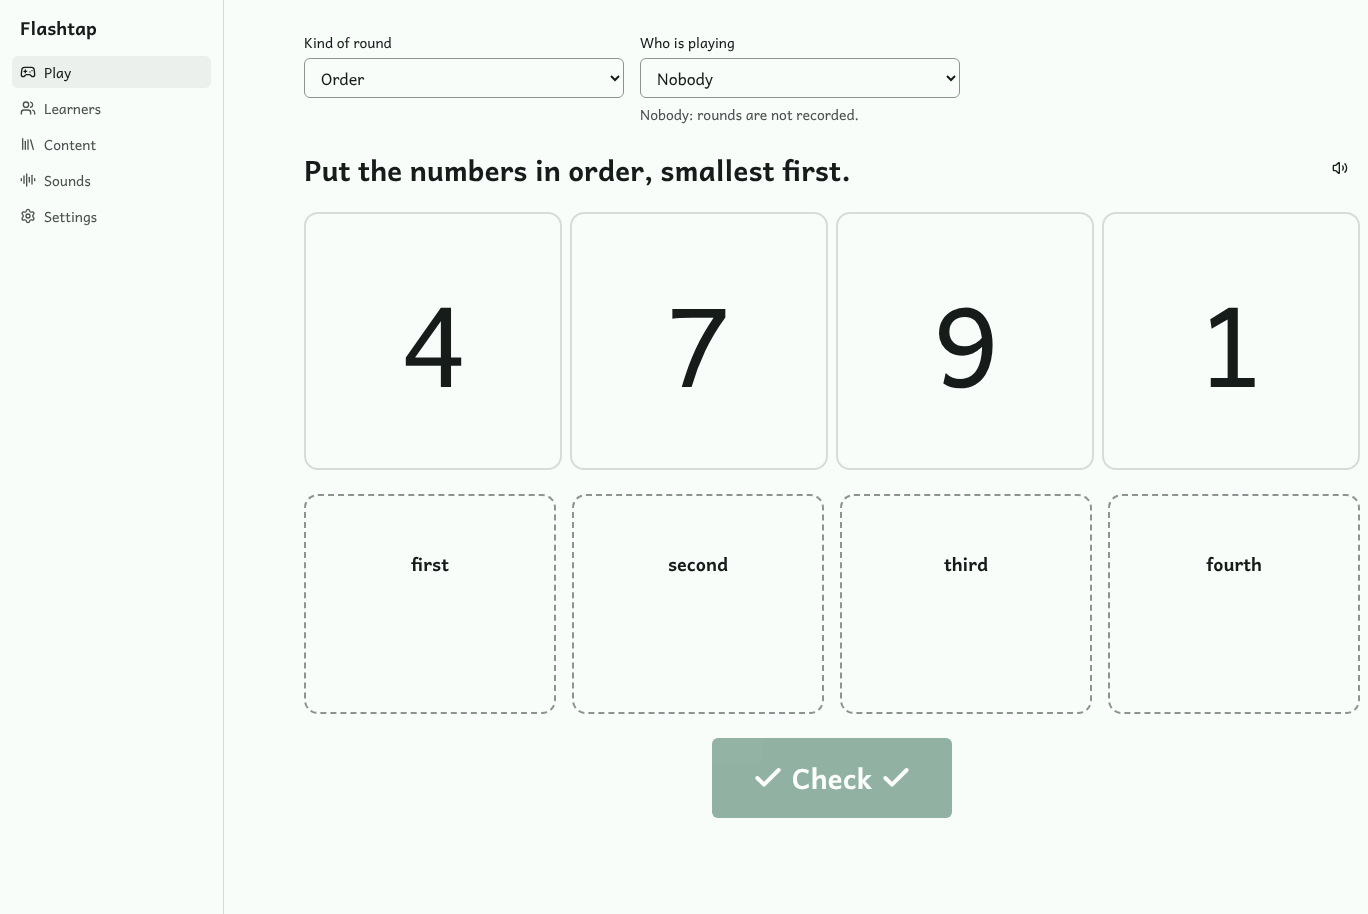 Flashtap
Play
Learners
Content
Sounds
Settings
Kind of round
Order
Who is playing
Nobody
Nobody: rounds are not recorded.
Put the numbers in order, smallest first.
4 7 9 1
first second third fourth
Check